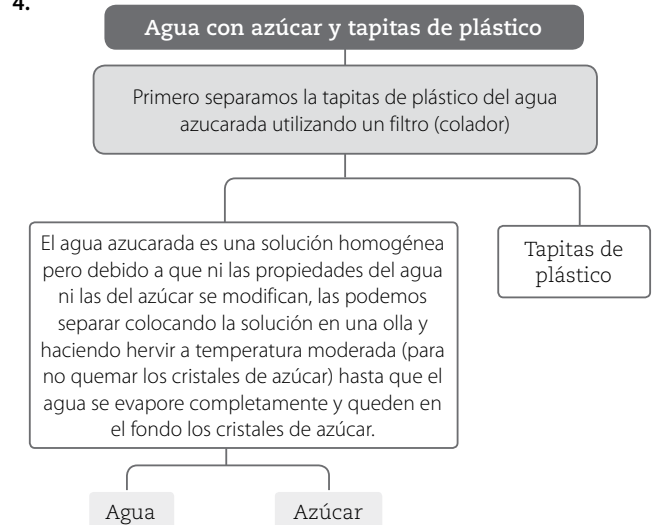 4.
Agua con azúcar y tapitas de plástico
Primero separamos la tapitas de plástico del agua
azucarada utilizando un filtro (colador)
El agua azucarada es una solución homogénea
pero debido a que ni las propiedades del agua
ni las del azúcar se modifican, las podemos
separar colocando la solución en una olla y
haciendo hervir a temperatura moderada (para
no quemar los cristales de azúcar) hasta que el
agua se evapore completamente y queden en
el fondo los cristales de azúcar.
Tapitas de
plástico
Agua
Azúcar